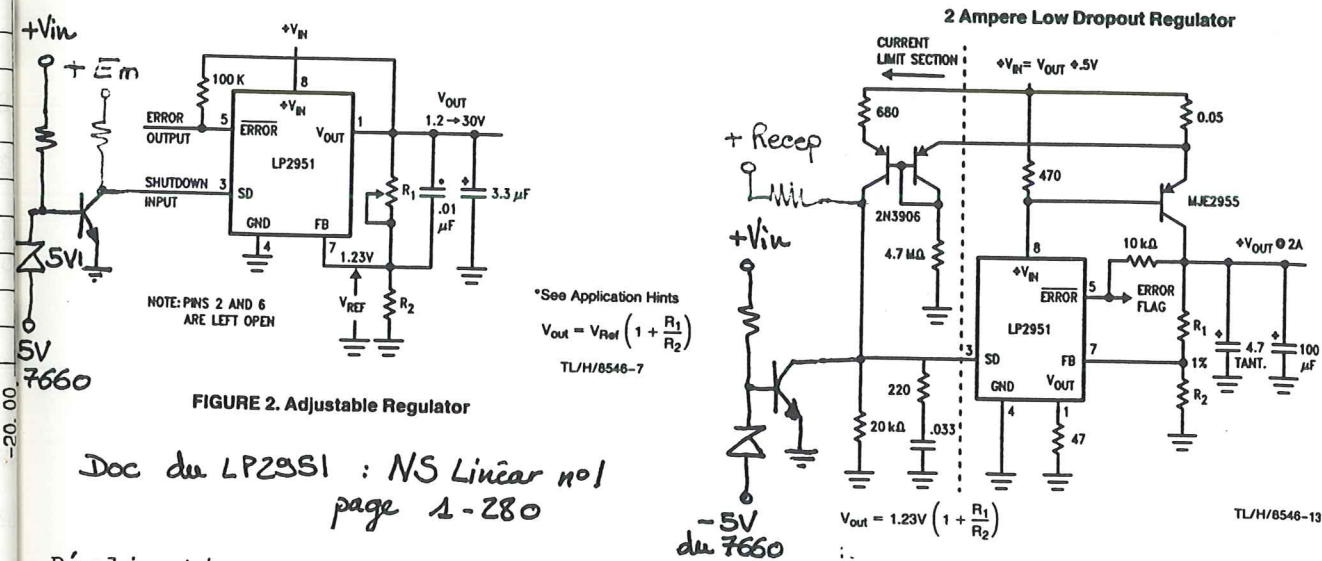 +Vin
+ Em
+VIN
100 K
8
+VIN
ERROR
OUTPUT
5
ERROR
VOUT
1
VOUT
1.2→30V
LP2951
SHUTDOWN
INPUT
3
SD
GND
FB
4
7
1.23V
R1
*
.01
μF
+
3.3 μF
5V1
NOTE: PINS 2 AND 6
ARE LEFT OPEN
VREF
R2
*See Application Hints
Vout = VRef (1 + R1/R2)
TL/H/8546-7
5V
7660
FIGURE 2. Adjustable Regulator
-20.00
Doc du LP2951 : NS Linéar no1
page 1-280
2 Ampere Low Dropout Regulator
CURRENT
LIMIT SECTION
+VIN = VOUT +.5V
680
0.05
+ Recep
470
2N3906
MJE2955
+Vin
4.7 MΩ
8
10 kΩ
+VOUT @ 2A
+VIN
ERROR
5
ERROR
FLAG
LP2951
R1
3
SD
FB
7
1%
+
4.7
TANT.
+
100
μF
220
GND
VOUT
R2
4
1
20 kΩ
.033
47
-5V
du 7660
Vout = 1.23V (1 + R1/R2)
TL/H/8546-13